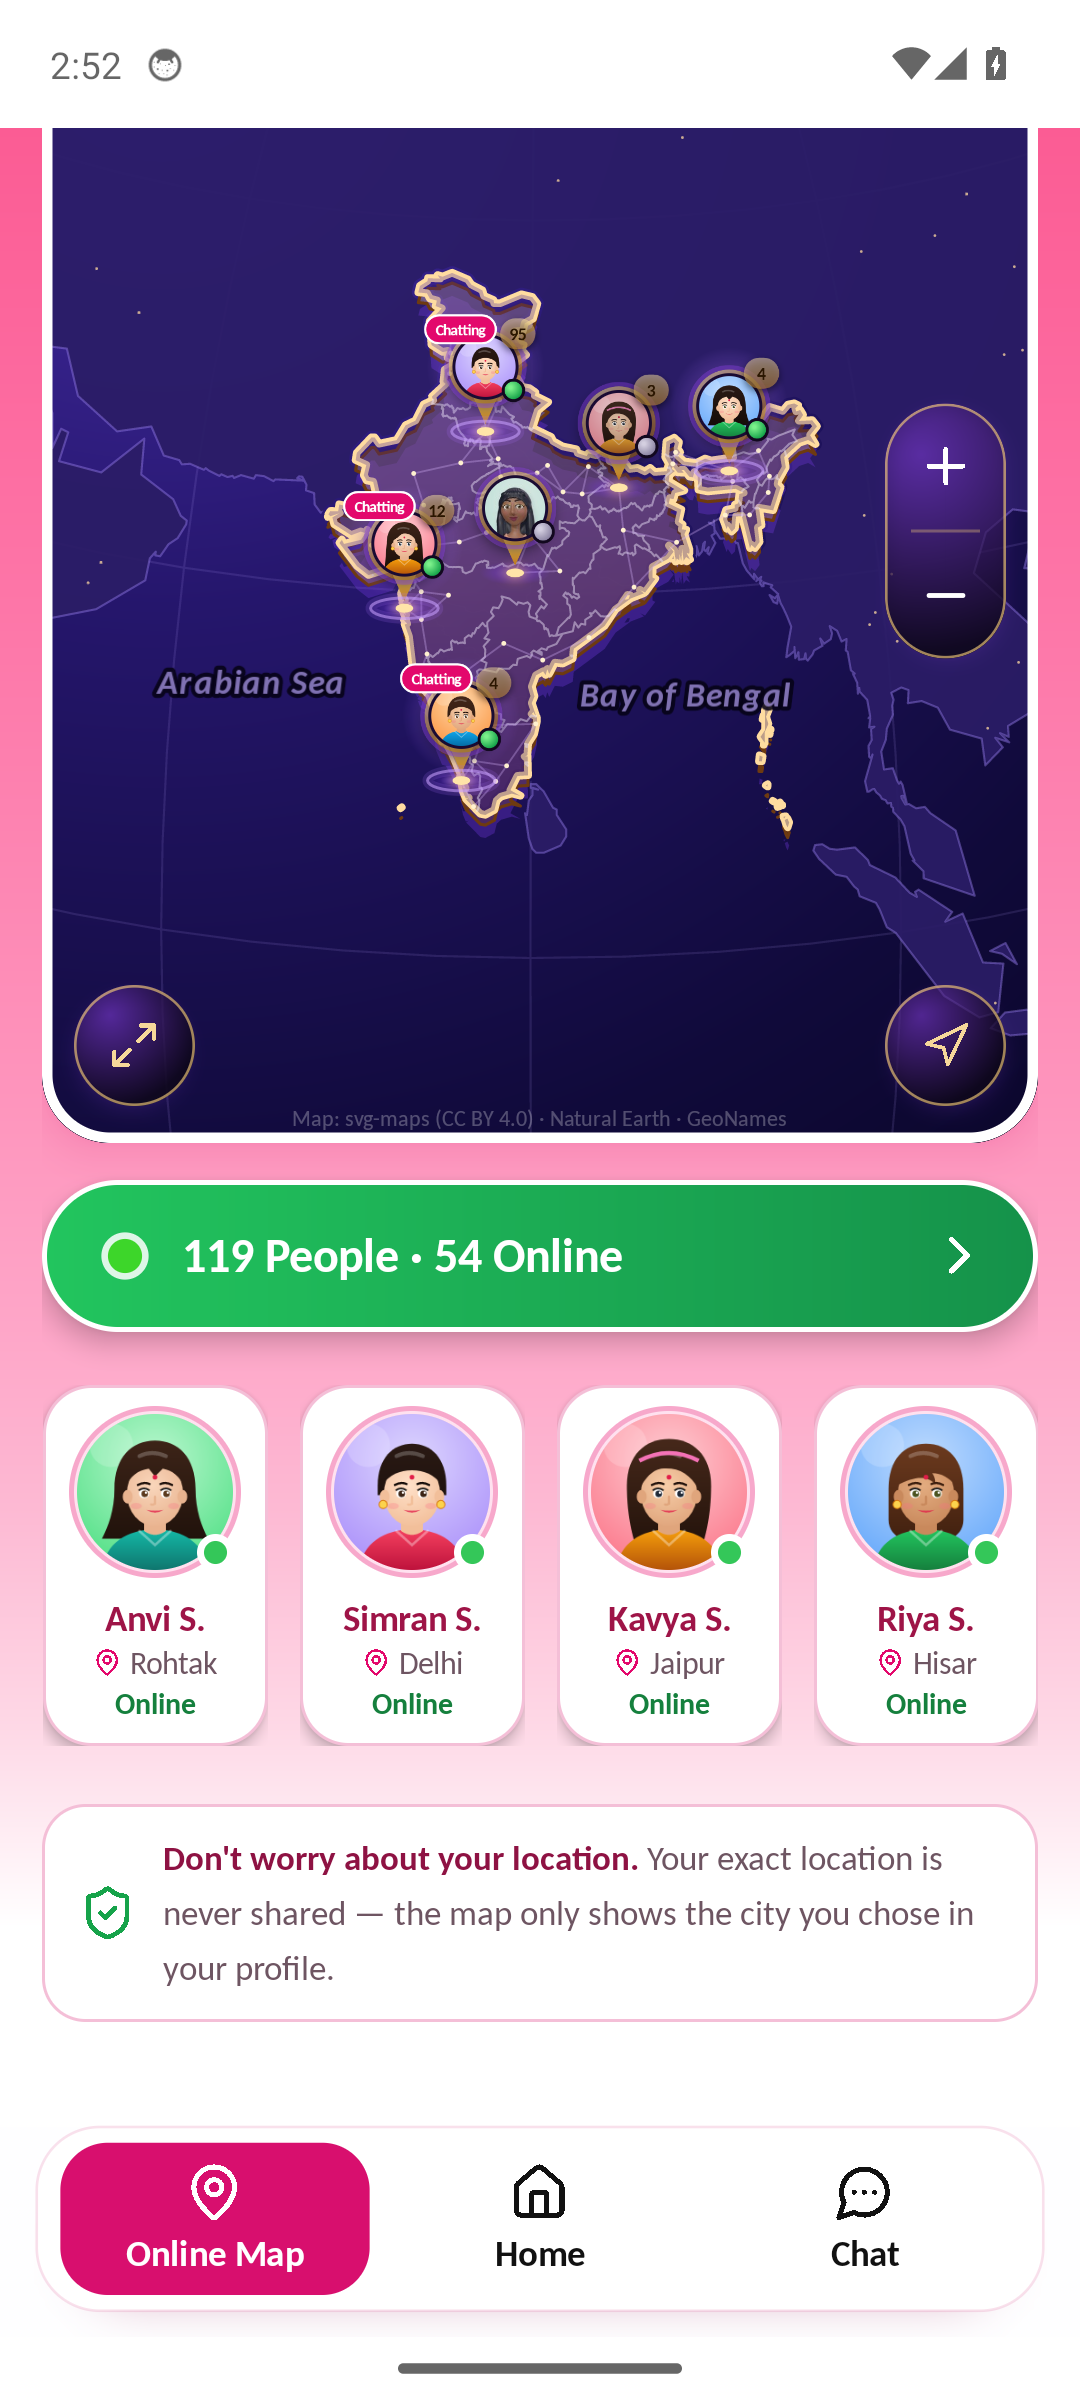 2:52
Chatting
95
3
4
Chatting
12
Arabian Sea
Chatting
4
Bay of Bengal
Map: svg-maps (CC BY 4.0) · Natural Earth · GeoNames
119 People · 54 Online
Anvi S.
Rohtak
Online
Simran S.
Delhi
Online
Kavya S.
Jaipur
Online
Riya S.
Hisar
Online
Don't worry about your location. Your exact location is
never shared — the map only shows the city you chose in
your profile.
Online Map
Home
Chat